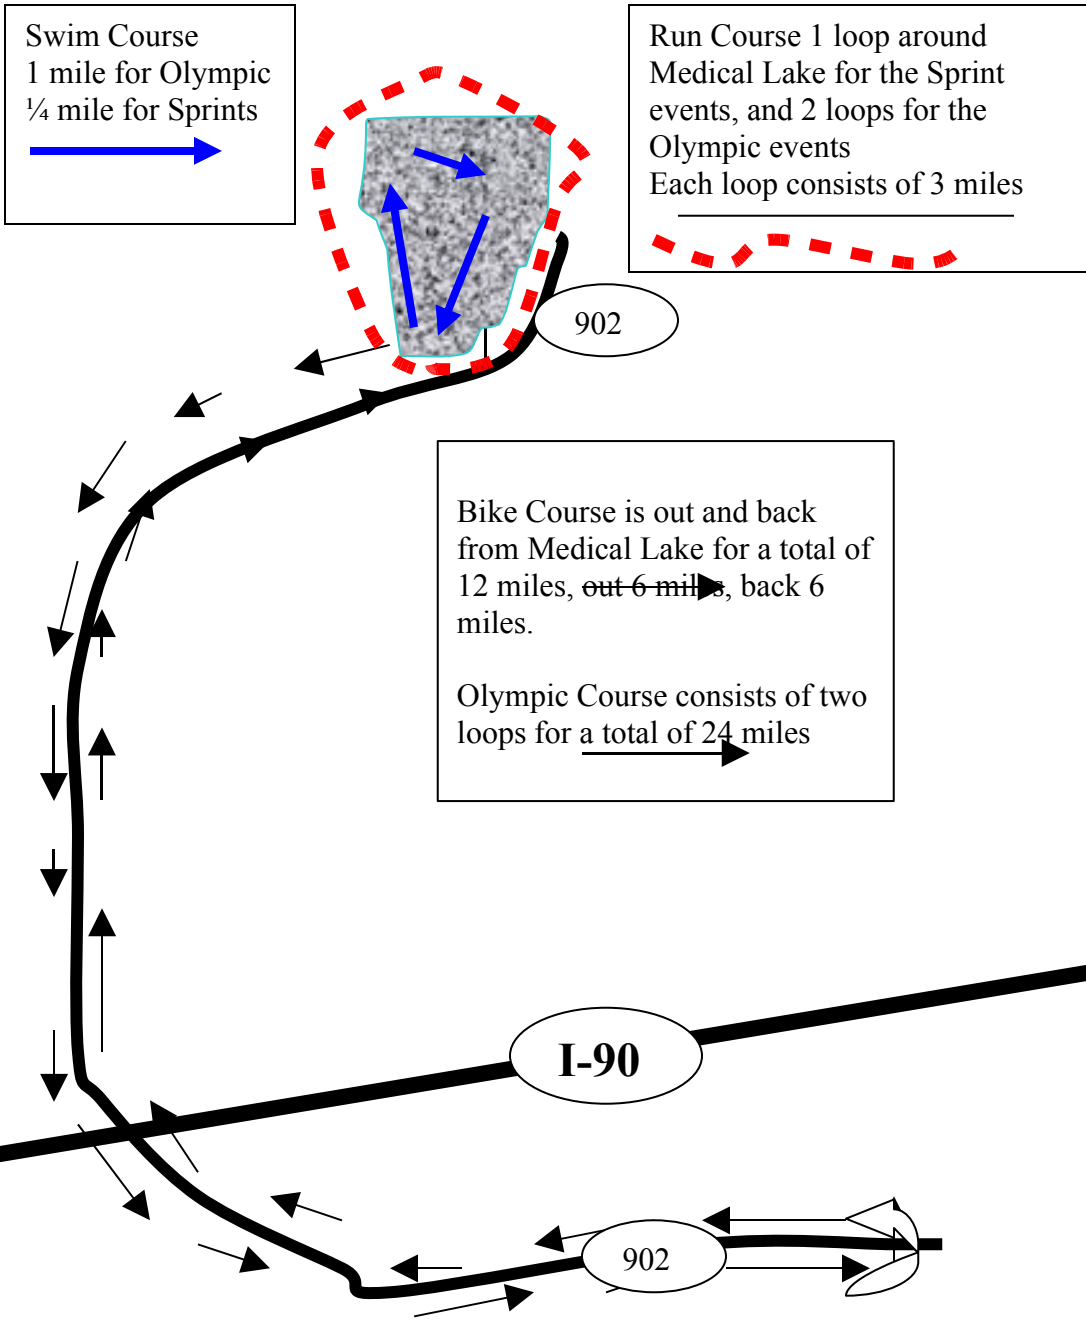 Swim Course
1 mile for Olympic
¼ mile for Sprints
Run Course 1 loop around
Medical Lake for the Sprint
events, and 2 loops for the
Olympic events
Each loop consists of 3 miles
902
Bike Course is out and back
from Medical Lake for a total of
12 miles, out 6 miles, back 6
miles.
Olympic Course consists of two
loops for a total of 24 miles
I-90
902